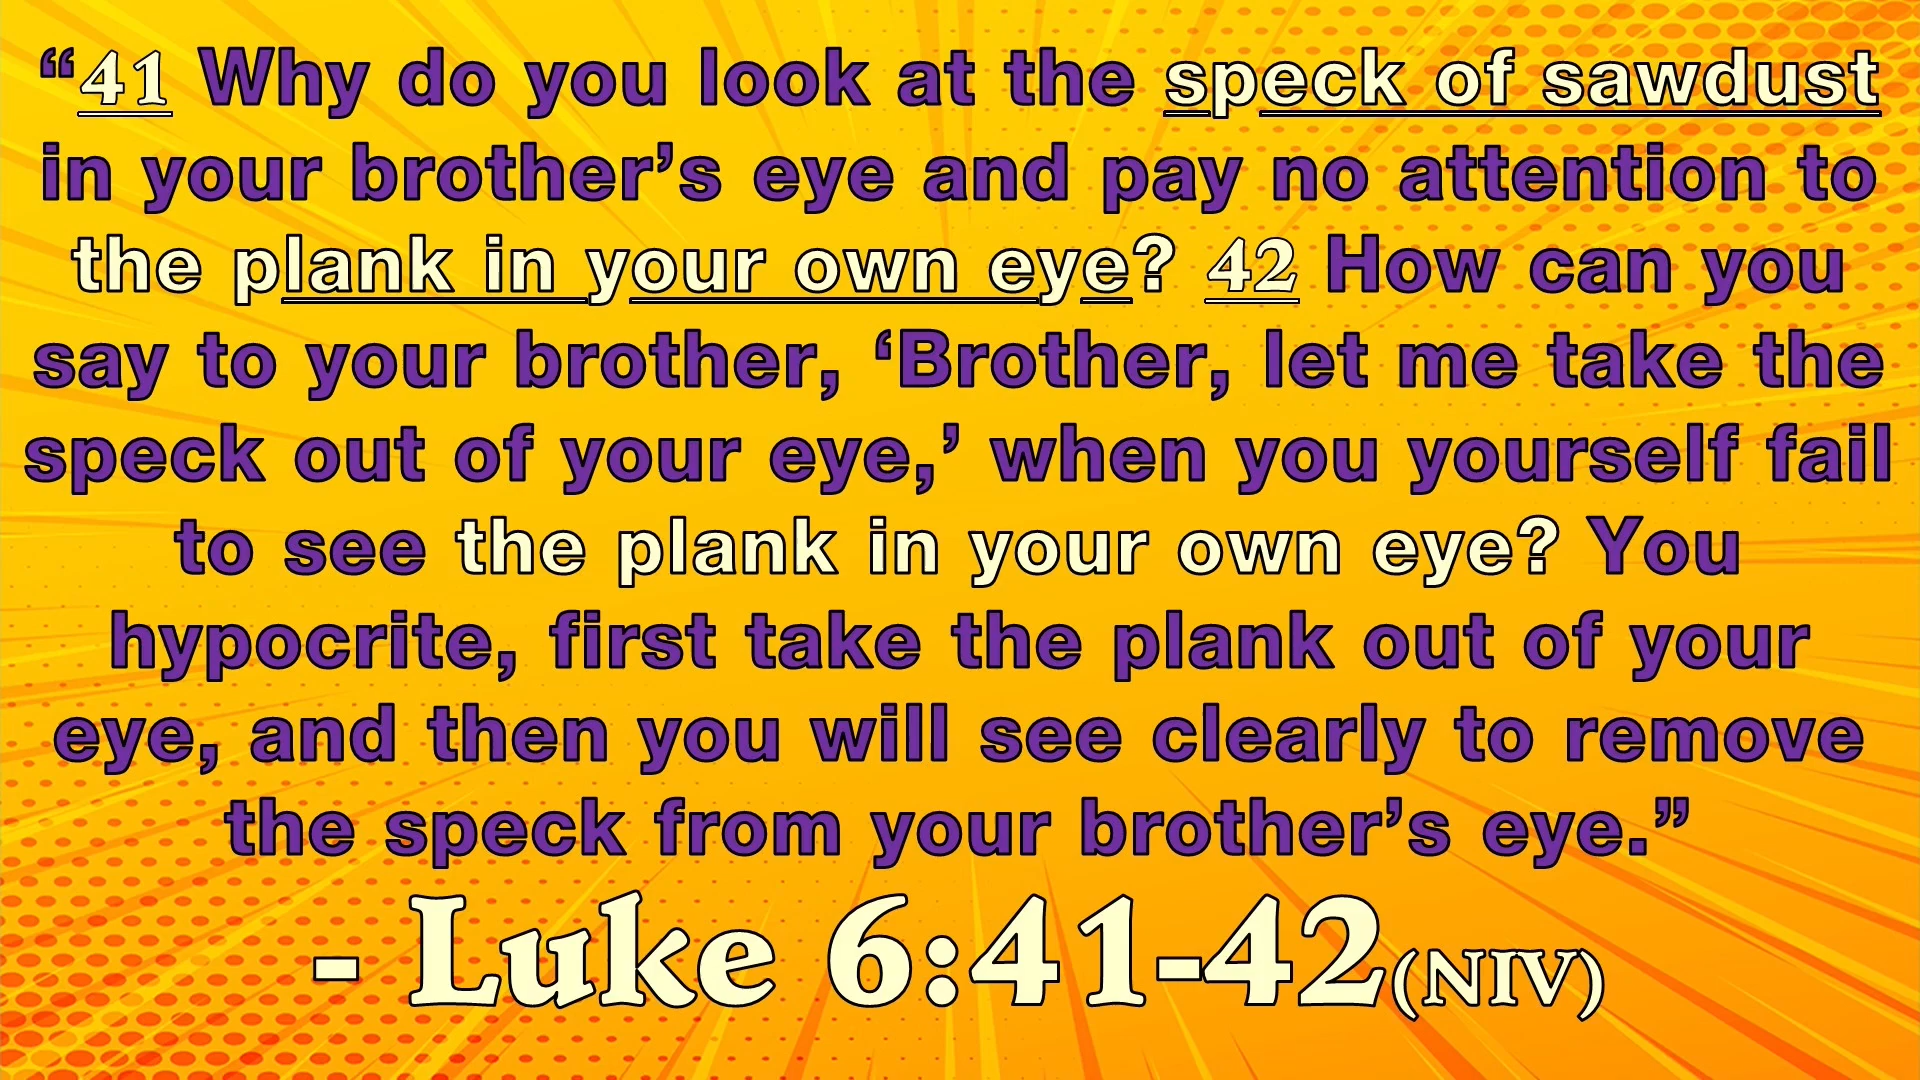 “41 Why do you look at the speck of sawdust
in your brother’s eye and pay no attention to
the plank in your own eye? 42 How can you
say to your brother, ‘Brother, let me take the
speck out of your eye,’ when you yourself fail
to see the plank in your own eye? You
hypocrite, first take the plank out of your
eye, and then you will see clearly to remove
the speck from your brother’s eye.”
- Luke 6:41-42(NIV)